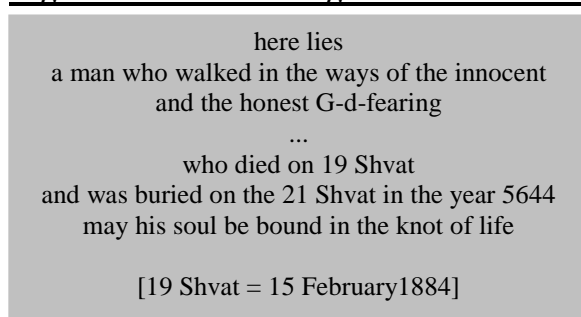 here lies
a man who walked in the ways of the innocent
and the honest G-d-fearing
...
who died on 19 Shvat
and was buried on the 21 Shvat in the year 5644
may his soul be bound in the knot of life
[19 Shvat = 15 February1884]